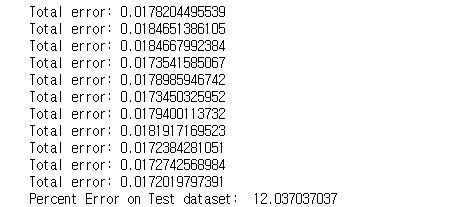 Total error: 0.0178204495539
Total error: 0.0184651386105
Total error: 0.0184667992384
Total error: 0.0173541585067
Total error: 0.0178985946742
Total error: 0.0173450325952
Total error: 0.0179400113732
Total error: 0.0181917169523
Total error: 0.0172384281051
Total error: 0.0172742568984
Total error: 0.0172019797391
Percent Error on Test dataset:  12.037037037